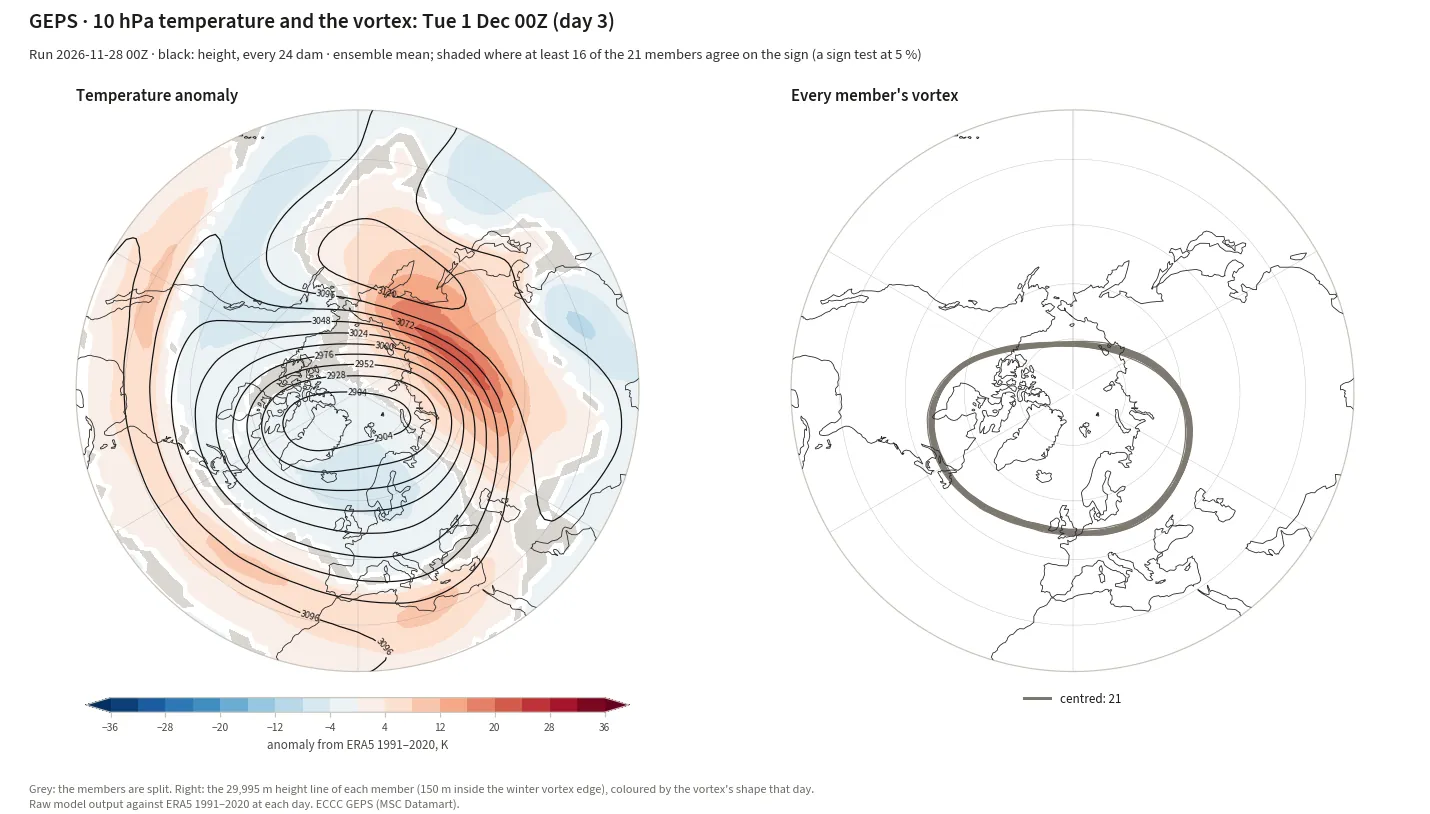 GEPS · 10 hPa temperature and the vortex: Tue 1 Dec 00Z (day 3)
Run 2026-11-28 00Z · black: height, every 24 dam · ensemble mean; shaded where at least 16 of the 21 members agree on the sign (a sign test at 5 %)
Temperature anomaly
Every member's vortex
3096
3120
3048
3072
3024
3000
2976
2952
2928
2904
2904
3096
3096
centred: 21
−36 −28 −20 −12 −4 4 12 20 28 36
anomaly from ERA5 1991–2020, K
Grey: the members are split. Right: the 29,995 m height line of each member (150 m inside the winter vortex edge), coloured by the vortex's shape that day.
Raw model output against ERA5 1991–2020 at each day. ECCC GEPS (MSC Datamart).